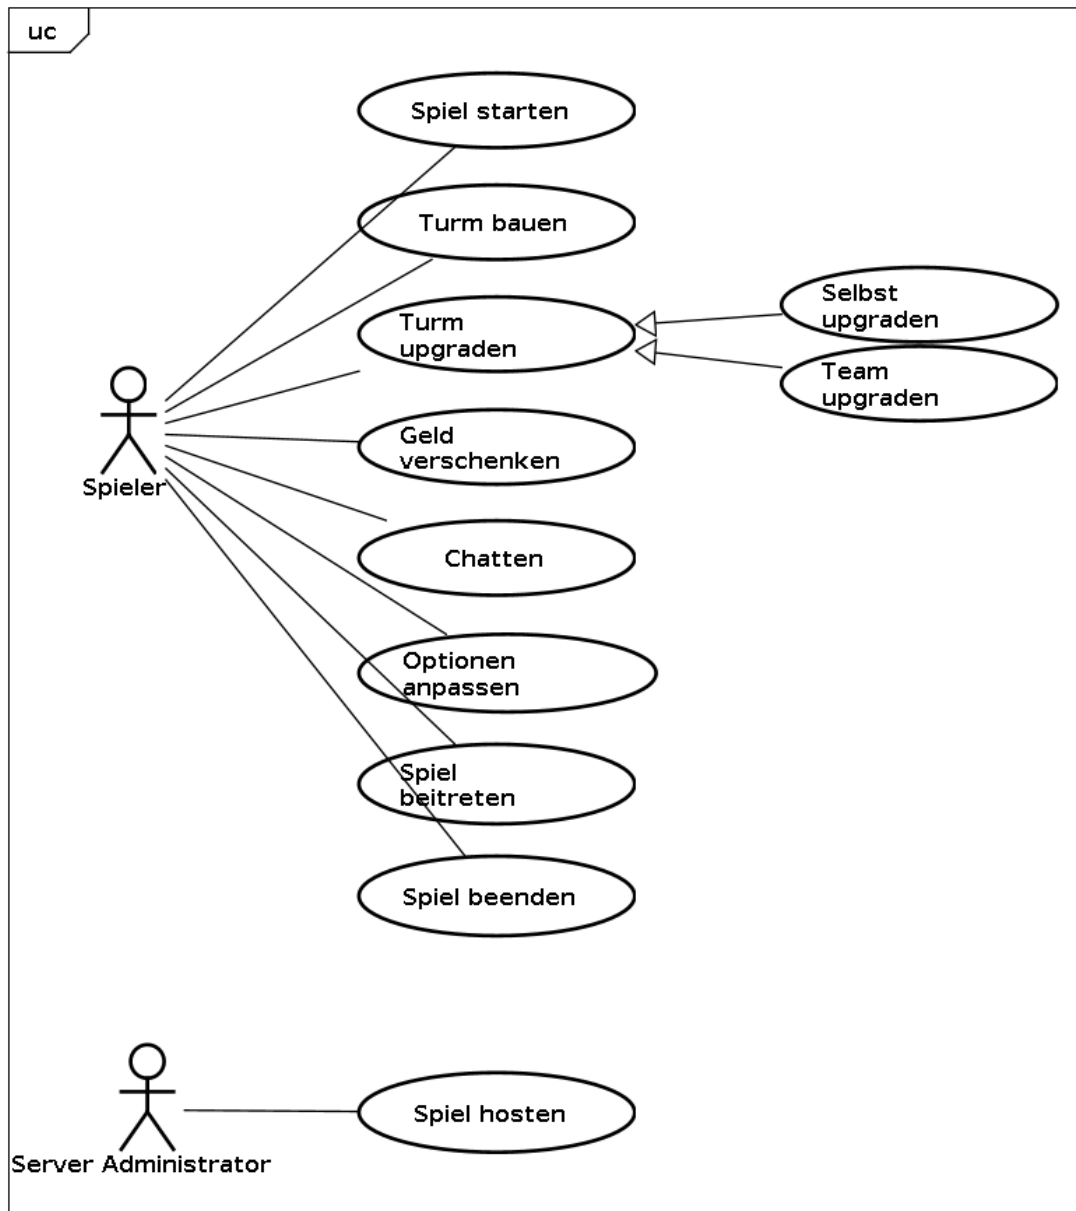 uc
Spiel starten
Turm bauen
Turm
upgraden
Selbst
upgraden
Team
upgraden
Geld
verschenken
Spieler
Chatten
Optionen
anpassen
Spiel
beitreten
Spiel beenden
Spiel hosten
Server Administrator